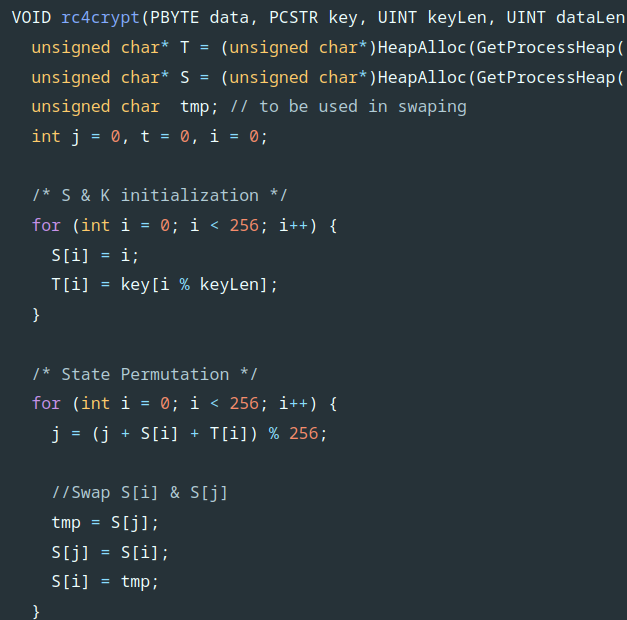 VOID rc4crypt(PBYTE data, PCSTR key, UINT keyLen, UINT dataLen
unsigned char* T = (unsigned char*)HeapAlloc(GetProcessHeap(
unsigned char* S = (unsigned char*)HeapAlloc(GetProcessHeap(
unsigned char  tmp; // to be used in swaping
int j = 0, t = 0, i = 0;
/* S & K initialization */
for (int i = 0; i < 256; i++) {
S[i] = i;
T[i] = key[i % keyLen];
}
/* State Permutation */
for (int i = 0; i < 256; i++) {
j = (j + S[i] + T[i]) % 256;
//Swap S[i] & S[j]
tmp = S[j];
S[j] = S[i];
S[i] = tmp;
}